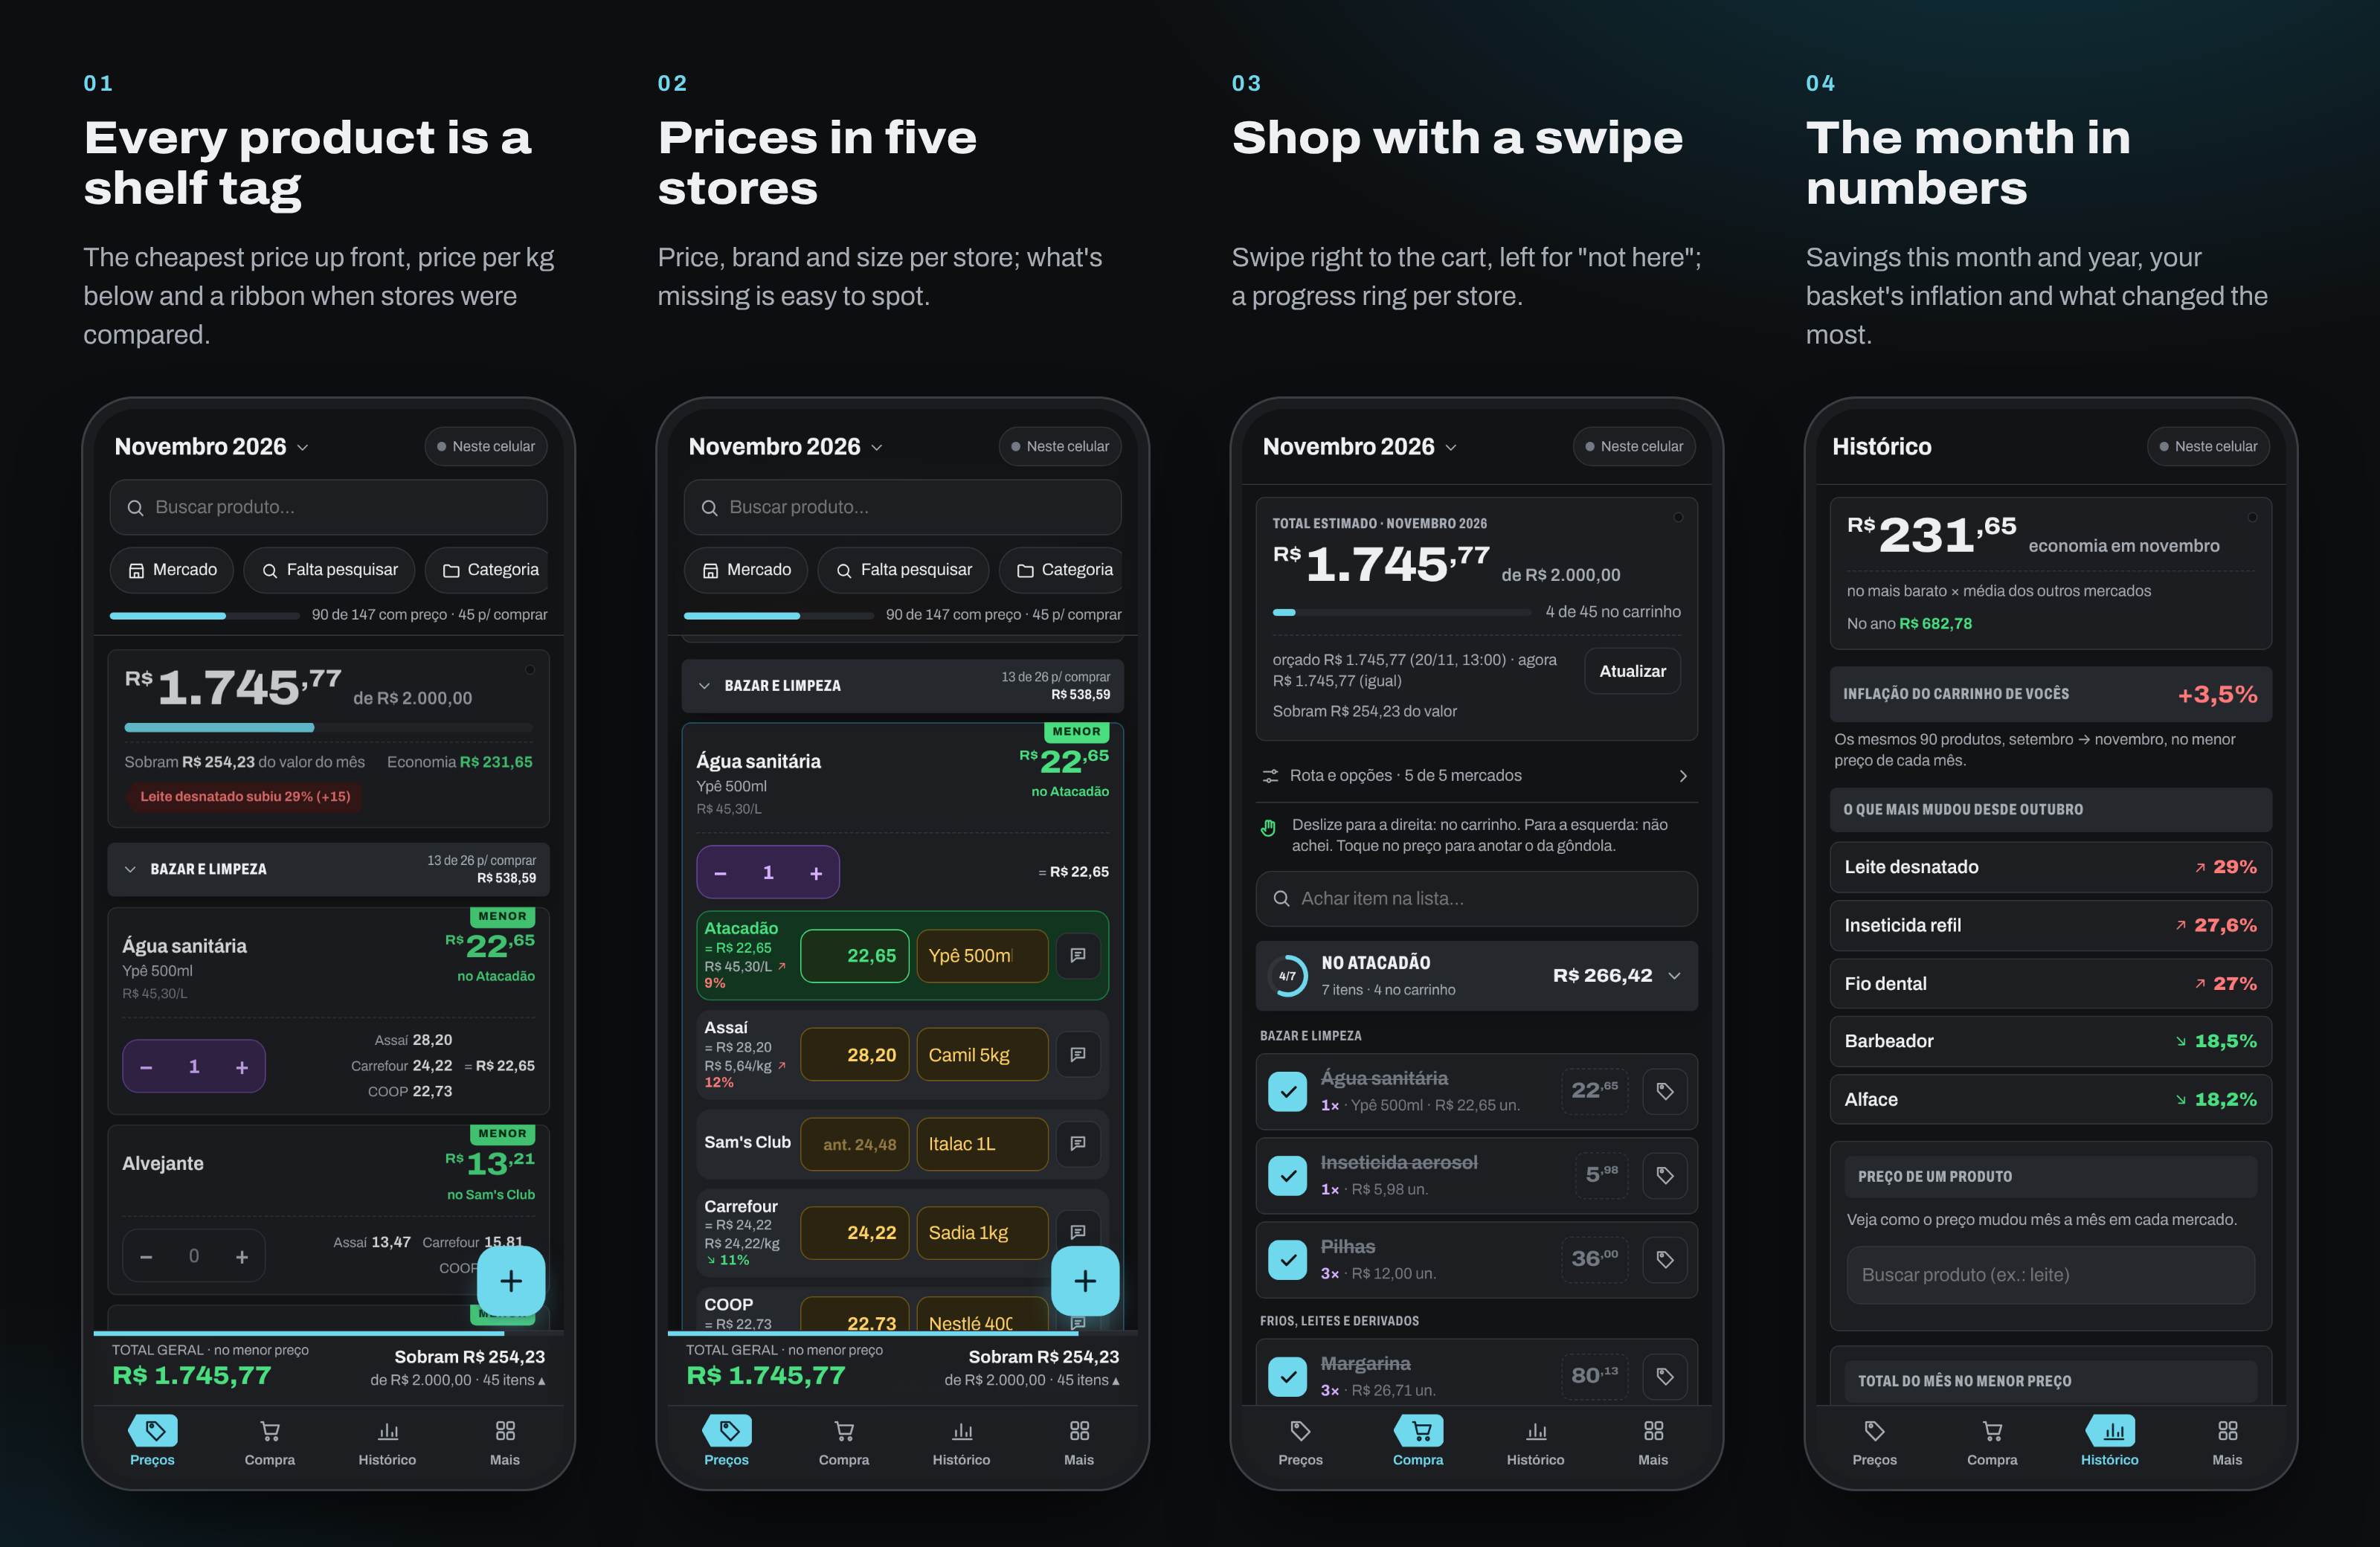 01
Every product is a
shelf tag
The cheapest price up front, price per kg
below and a ribbon when stores were
compared.
Novembro 2026
Neste celular
Buscar produto...
Mercado
Falta pesquisar
Categoria
90 de 147 com preço · 45 p/ comprar
R$ 1.745,77 de R$ 2.000,00
Sobram R$ 254,23 do valor do mês
Economia R$ 231,65
Leite desnatado subiu 29% (+15)
BAZAR E LIMPEZA
13 de 26 p/ comprar
R$ 538,59
MENOR
Água sanitária
R$ 22,65
Ypê 500ml
no Atacadão
R$ 45,30/L
− 1 +
Assaí 28,20
Carrefour 24,22 = R$ 22,65
COOP 22,73
MENOR
Alvejante
R$ 13,21
no Sam's Club
− 0 +
Assaí 13,47 Carrefour 15,81
TOTAL GERAL · no menor preço
R$ 1.745,77
Sobram R$ 254,23
de R$ 2.000,00 · 45 itens ▴
Preços
Compra
Histórico
Mais
02
Prices in five
stores
Price, brand and size per store; what's
missing is easy to spot.
Novembro 2026
Neste celular
Buscar produto...
Mercado
Falta pesquisar
Categoria
90 de 147 com preço · 45 p/ comprar
BAZAR E LIMPEZA
13 de 26 p/ comprar
R$ 538,59
MENOR
Água sanitária
R$ 22,65
Ypê 500ml
no Atacadão
R$ 45,30/L
− 1 +
= R$ 22,65
Atacadão
= R$ 22,65
R$ 45,30/L ↗
9%
22,65
Ypê 500ml
Assaí
= R$ 28,20
R$ 5,64/kg ↗
12%
28,20
Camil 5kg
Sam's Club
ant. 24,48
Italac 1L
Carrefour
= R$ 24,22
R$ 24,22/kg
↘ 11%
24,22
Sadia 1kg
COOP
= R$ 22,73
22,73
Nestlé 400
TOTAL GERAL · no menor preço
R$ 1.745,77
Sobram R$ 254,23
de R$ 2.000,00 · 45 itens ▴
Preços
Compra
Histórico
Mais
03
Shop with a swipe
Swipe right to the cart, left for "not here";
a progress ring per store.
Novembro 2026
Neste celular
TOTAL ESTIMADO · NOVEMBRO 2026
R$ 1.745,77 de R$ 2.000,00
4 de 45 no carrinho
orçado R$ 1.745,77 (20/11, 13:00) · agora
R$ 1.745,77 (igual)
Atualizar
Sobram R$ 254,23 do valor
Rota e opções · 5 de 5 mercados
Deslize para a direita: no carrinho. Para a esquerda: não
achei. Toque no preço para anotar o da gôndola.
Achar item na lista...
4/7
NO ATACADÃO
7 itens · 4 no carrinho
R$ 266,42
BAZAR E LIMPEZA
Água sanitária
1× · Ypê 500ml · R$ 22,65 un.
22,65
Inseticida aerosol
1× · R$ 5,98 un.
5,98
Pilhas
3× · R$ 12,00 un.
36,00
FRIOS, LEITES E DERIVADOS
Margarina
3× · R$ 26,71 un.
80,13
Preços
Compra
Histórico
Mais
04
The month in
numbers
Savings this month and year, your
basket's inflation and what changed the
most.
Histórico
Neste celular
R$ 231,65 economia em novembro
no mais barato × média dos outros mercados
No ano R$ 682,78
INFLAÇÃO DO CARRINHO DE VOCÊS
+3,5%
Os mesmos 90 produtos, setembro → novembro, no menor
preço de cada mês.
O QUE MAIS MUDOU DESDE OUTUBRO
Leite desnatado ↗ 29%
Inseticida refil ↗ 27,6%
Fio dental ↗ 27%
Barbeador ↘ 18,5%
Alface ↘ 18,2%
PREÇO DE UM PRODUTO
Veja como o preço mudou mês a mês em cada mercado.
Buscar produto (ex.: leite)
TOTAL DO MÊS NO MENOR PREÇO
Preços
Compra
Histórico
Mais